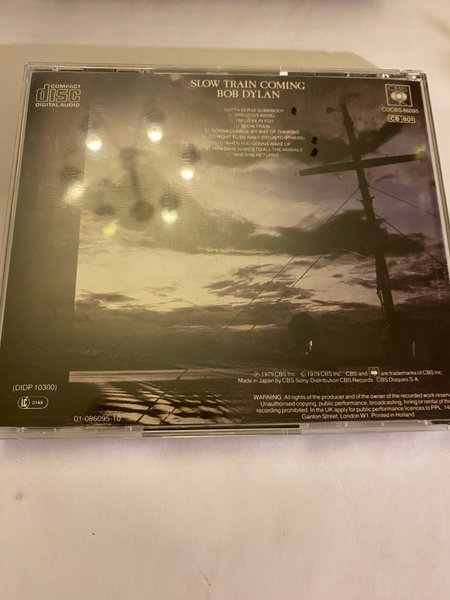 COMPACT
disc
DIGITAL AUDIO
SLOW TRAIN COMING
BOB DYLAN
CBS
CDCBS 86095
CB 801
GOTTA SERVE SOMEBODY
PRECIOUS ANGEL
I BELIEVE IN YOU
SLOW TRAIN
GONNA CHANGE MY WAY OF THINKING
DO RIGHT TO ME BABY (DO UNTO OTHERS)
WHEN YOU GONNA WAKE UP
MAN GAVE NAMES TO ALL THE ANIMALS
WHEN HE RETURNS
℗ 1979 CBS Inc. © 1979 CBS Inc. CBS and are trademarks of CBS Inc
Made in Japan by CBS Sony. Distribution CBS Records CBS Disques S.A.
(DIDP 10300)
LC 0149
01-086095-10
WARNING: All rights of the producer and of the owner of the recorded work reserve
Unauthorised copying, public performance, broadcasting, hiring or rental of this
recording prohibited. In the UK apply for public performance licences to PPL, 14
Ganton Street, London W1. Printed in Holland